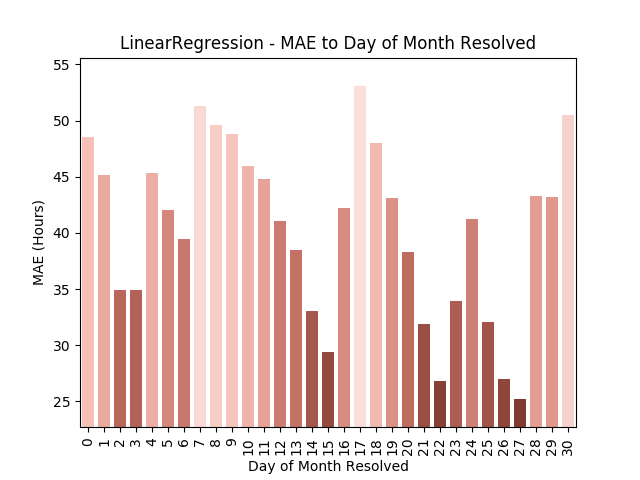 LinearRegression - MAE to Day of Month Resolved
55
50
45
40
35
30
25
MAE (Hours)
0 1 2 3 4 5 6 7 8 9 10 11 12 13 14 15 16 17 18 19 20 21 22 23 24 25 26 27 28 29 30
Day of Month Resolved